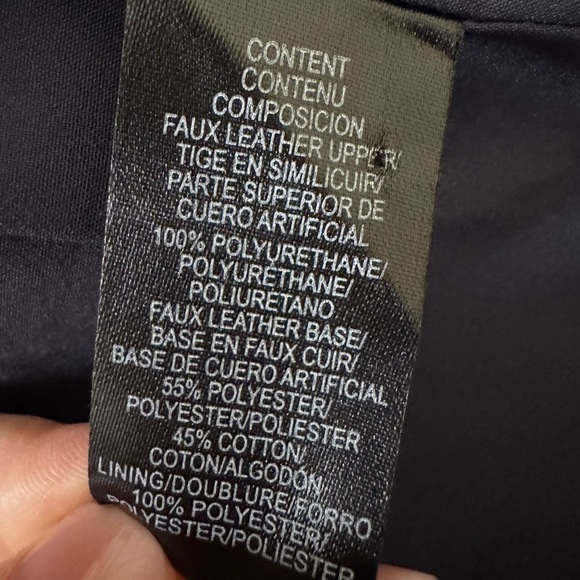 CONTENT
CONTENU
COMPOSICION
FAUX LEATHER UPPER/
TIGE EN SIMILICUIR/
PARTE SUPERIOR DE
CUERO ARTIFICIAL
100% POLYURETHANE/
POLYURÉTHANE/
POLIURETANO
FAUX LEATHER BASE/
BASE EN FAUX CUIR/
BASE DE CUERO ARTIFICIAL
55% POLYESTER/
POLYESTER/POLIESTER
45% COTTON/
COTON/ALGODÓN
LINING/DOUBLURE/FORRO
100% POLYESTER/
POLYESTER/POLIESTER